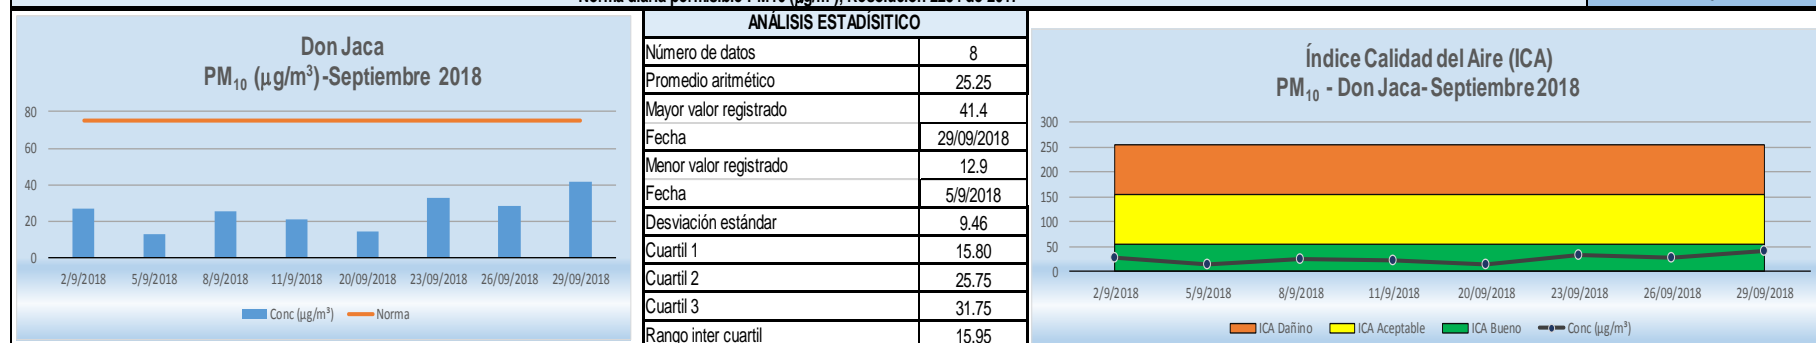 Don Jaca
PM10 (µg/m³)-Septiembre 2018
80
60
40
20
0
2/9/2018 5/9/2018 8/9/2018 11/9/2018 20/09/2018 23/09/2018 26/09/2018 29/09/2018
Conc (µg/m³) Norma
ANÁLISIS ESTADÍSITICO
Número de datos 8
Promedio aritmético 25.25
Mayor valor registrado 41.4
Fecha 29/09/2018
Menor valor registrado 12.9
Fecha 5/9/2018
Desviación estándar 9.46
Cuartil 1 15.80
Cuartil 2 25.75
Cuartil 3 31.75
Rango inter cuartil 15.95
Índice Calidad del Aire (ICA)
PM10 - Don Jaca- Septiembre 2018
300
250
200
150
100
50
0
2/9/2018 5/9/2018 8/9/2018 11/9/2018 20/09/2018 23/09/2018 26/09/2018 29/09/2018
ICA Dañino ICA Aceptable ICA Bueno Conc (µg/m³)